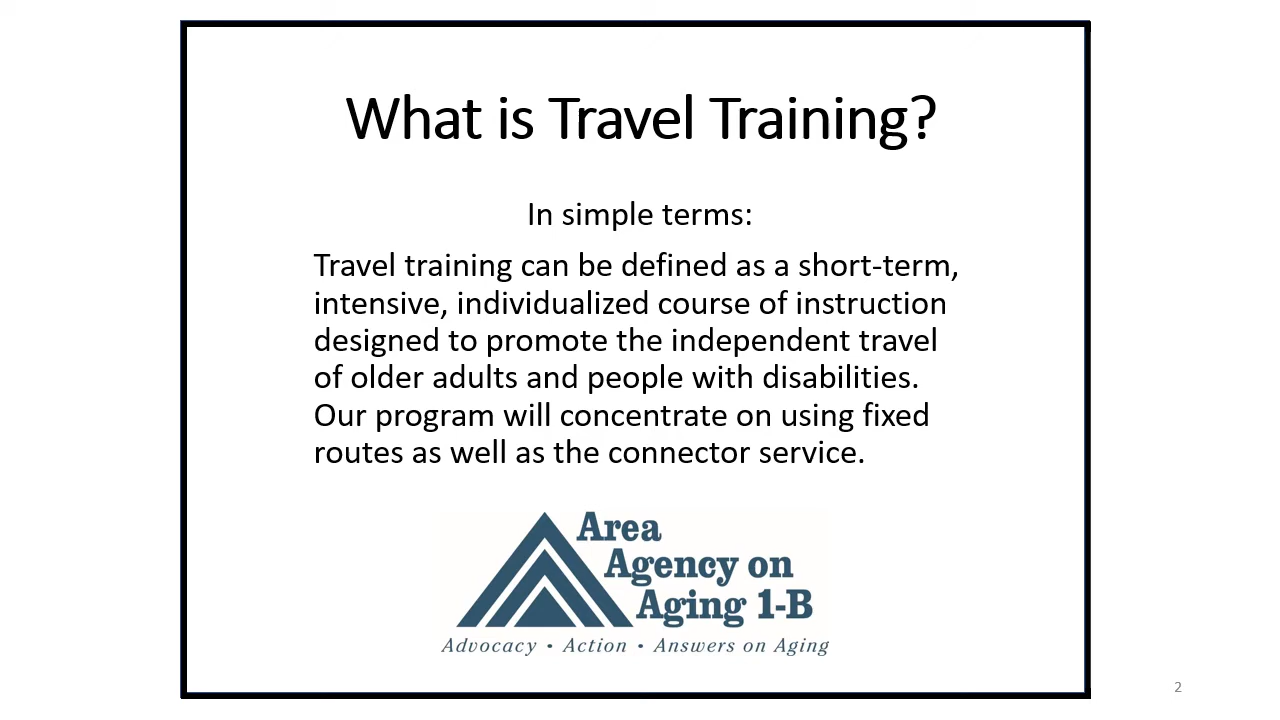 What is Travel Training?
In simple terms:
Travel training can be defined as a short-term,
intensive, individualized course of instruction
designed to promote the independent travel
of older adults and people with disabilities.
Our program will concentrate on using fixed
routes as well as the connector service.
Area
Agency on
Aging 1-B
Advocacy • Action • Answers on Aging
2